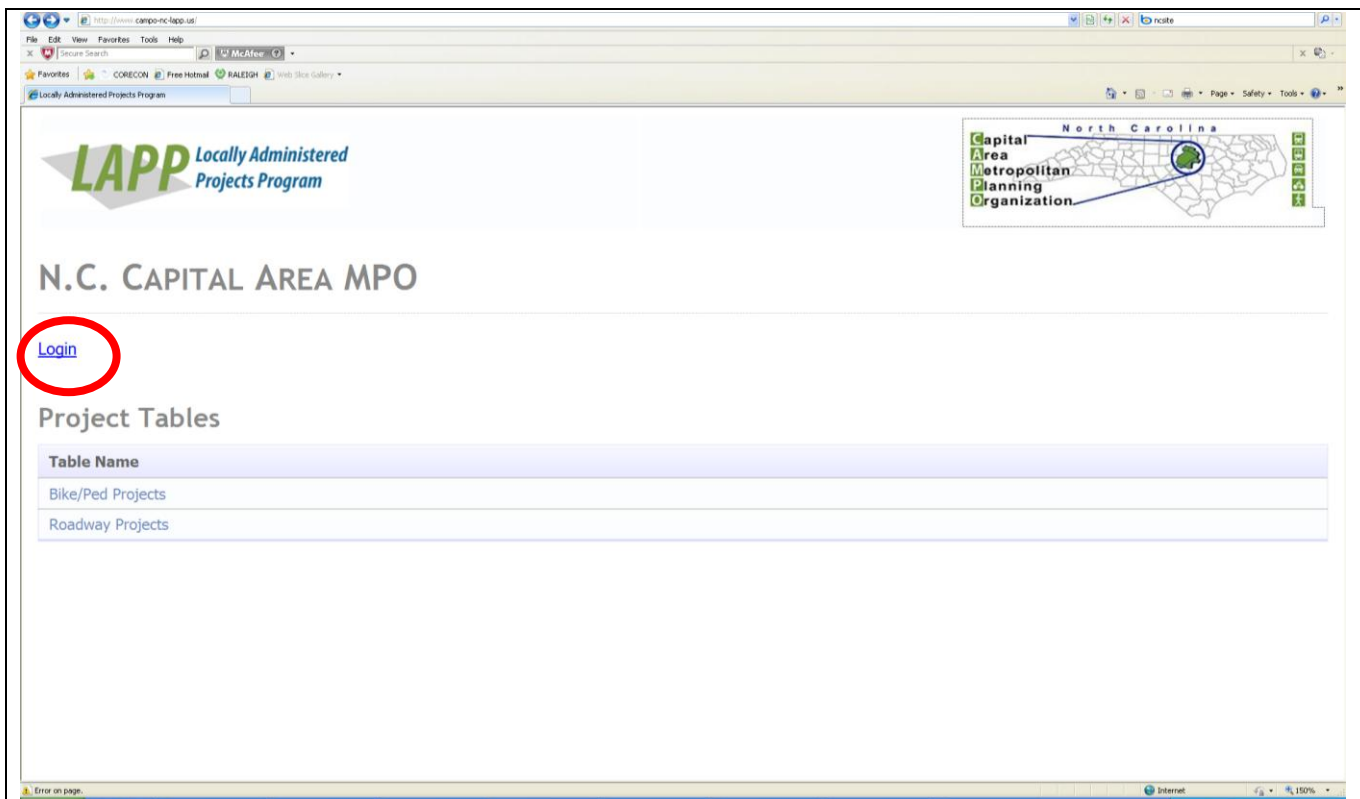 http://www.campo-nc-lapp.us/
ncsite
File Edit View Favorites Tools Help
x Secure Search McAfee x
Favorites CORECON Free Hotmail RALEIGH Web Slice Gallery
Locally Administered Projects Program Page Safety Tools
LAPP Locally Administered
Projects Program
North Carolina
Capital
Area
Metropolitan
Planning
Organization
N.C. CAPITAL AREA MPO
Login
Project Tables
Table Name
Bike/Ped Projects
Roadway Projects
Error on page. Internet 150%